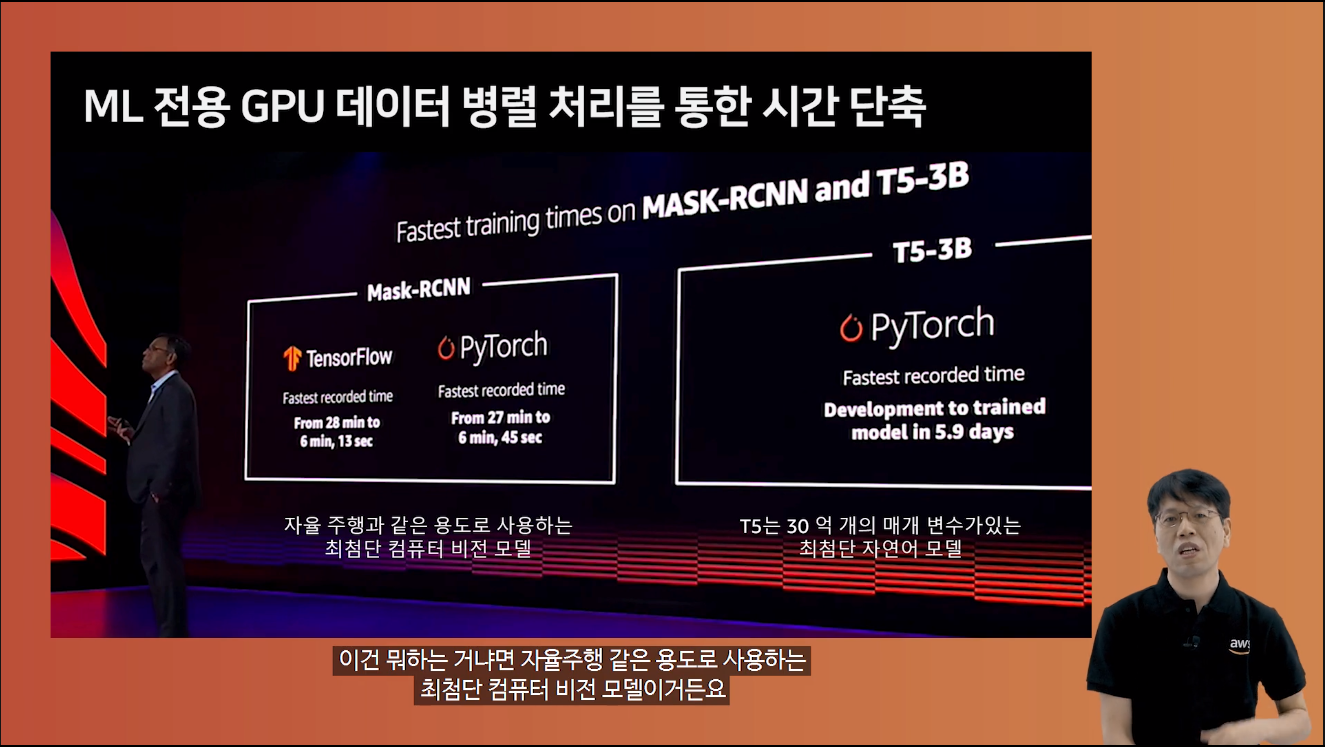 ML 전용 GPU 데이터 병렬 처리를 통한 시간 단축
Fastest training times on MASK-RCNN and T5-3B
Mask-RCNN
TensorFlow
Fastest recorded time
From 28 min to
6 min, 13 sec
PyTorch
Fastest recorded time
From 27 min to
6 min, 45 sec
T5-3B
PyTorch
Fastest recorded time
Development to trained
model in 5.9 days
자율 주행과 같은 용도로 사용하는
최첨단 컴퓨터 비전 모델
T5는 30 억 개의 매개 변수가있는
최첨단 자연어 모델
aws
이건 뭐하는 거냐면 자율주행 같은 용도로 사용하는
최첨단 컴퓨터 비전 모델이거든요